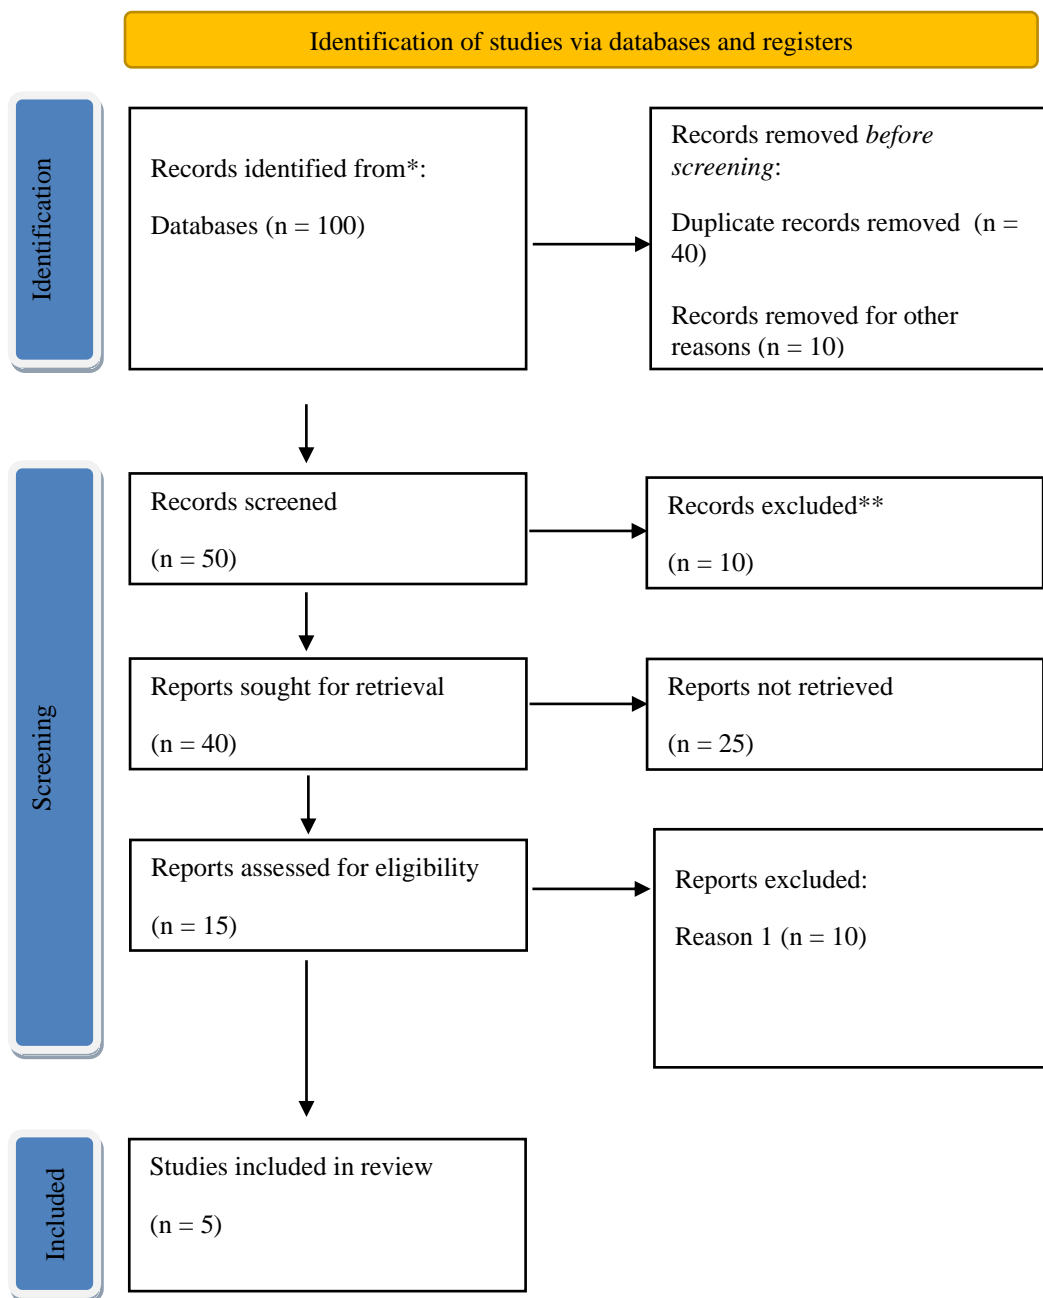 Identification of studies via databases and registers
Identification
Records identified from*:
Databases (n = 100)
Records removed before
screening:
Duplicate records removed  (n =
40)
Records removed for other
reasons (n = 10)
Screening
Records screened
(n = 50)
Records excluded**
(n = 10)
Reports sought for retrieval
(n = 40)
Reports not retrieved
(n = 25)
Reports assessed for eligibility
(n = 15)
Reports excluded:
Reason 1 (n = 10)
Included
Studies included in review
(n = 5)